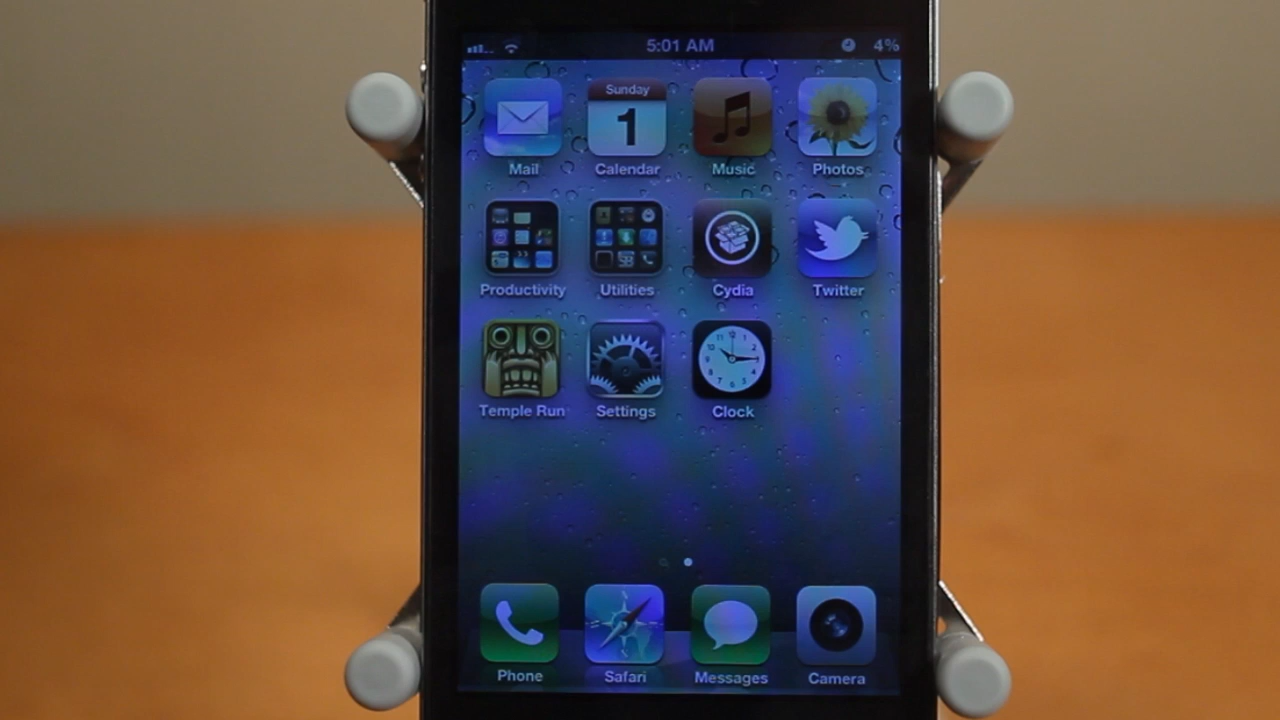 5:01 AM 4%
Sunday
1
Mail Calendar Music Photos
Productivity Utilities Cydia Twitter
Temple Run Settings Clock
Phone Safari Messages Camera